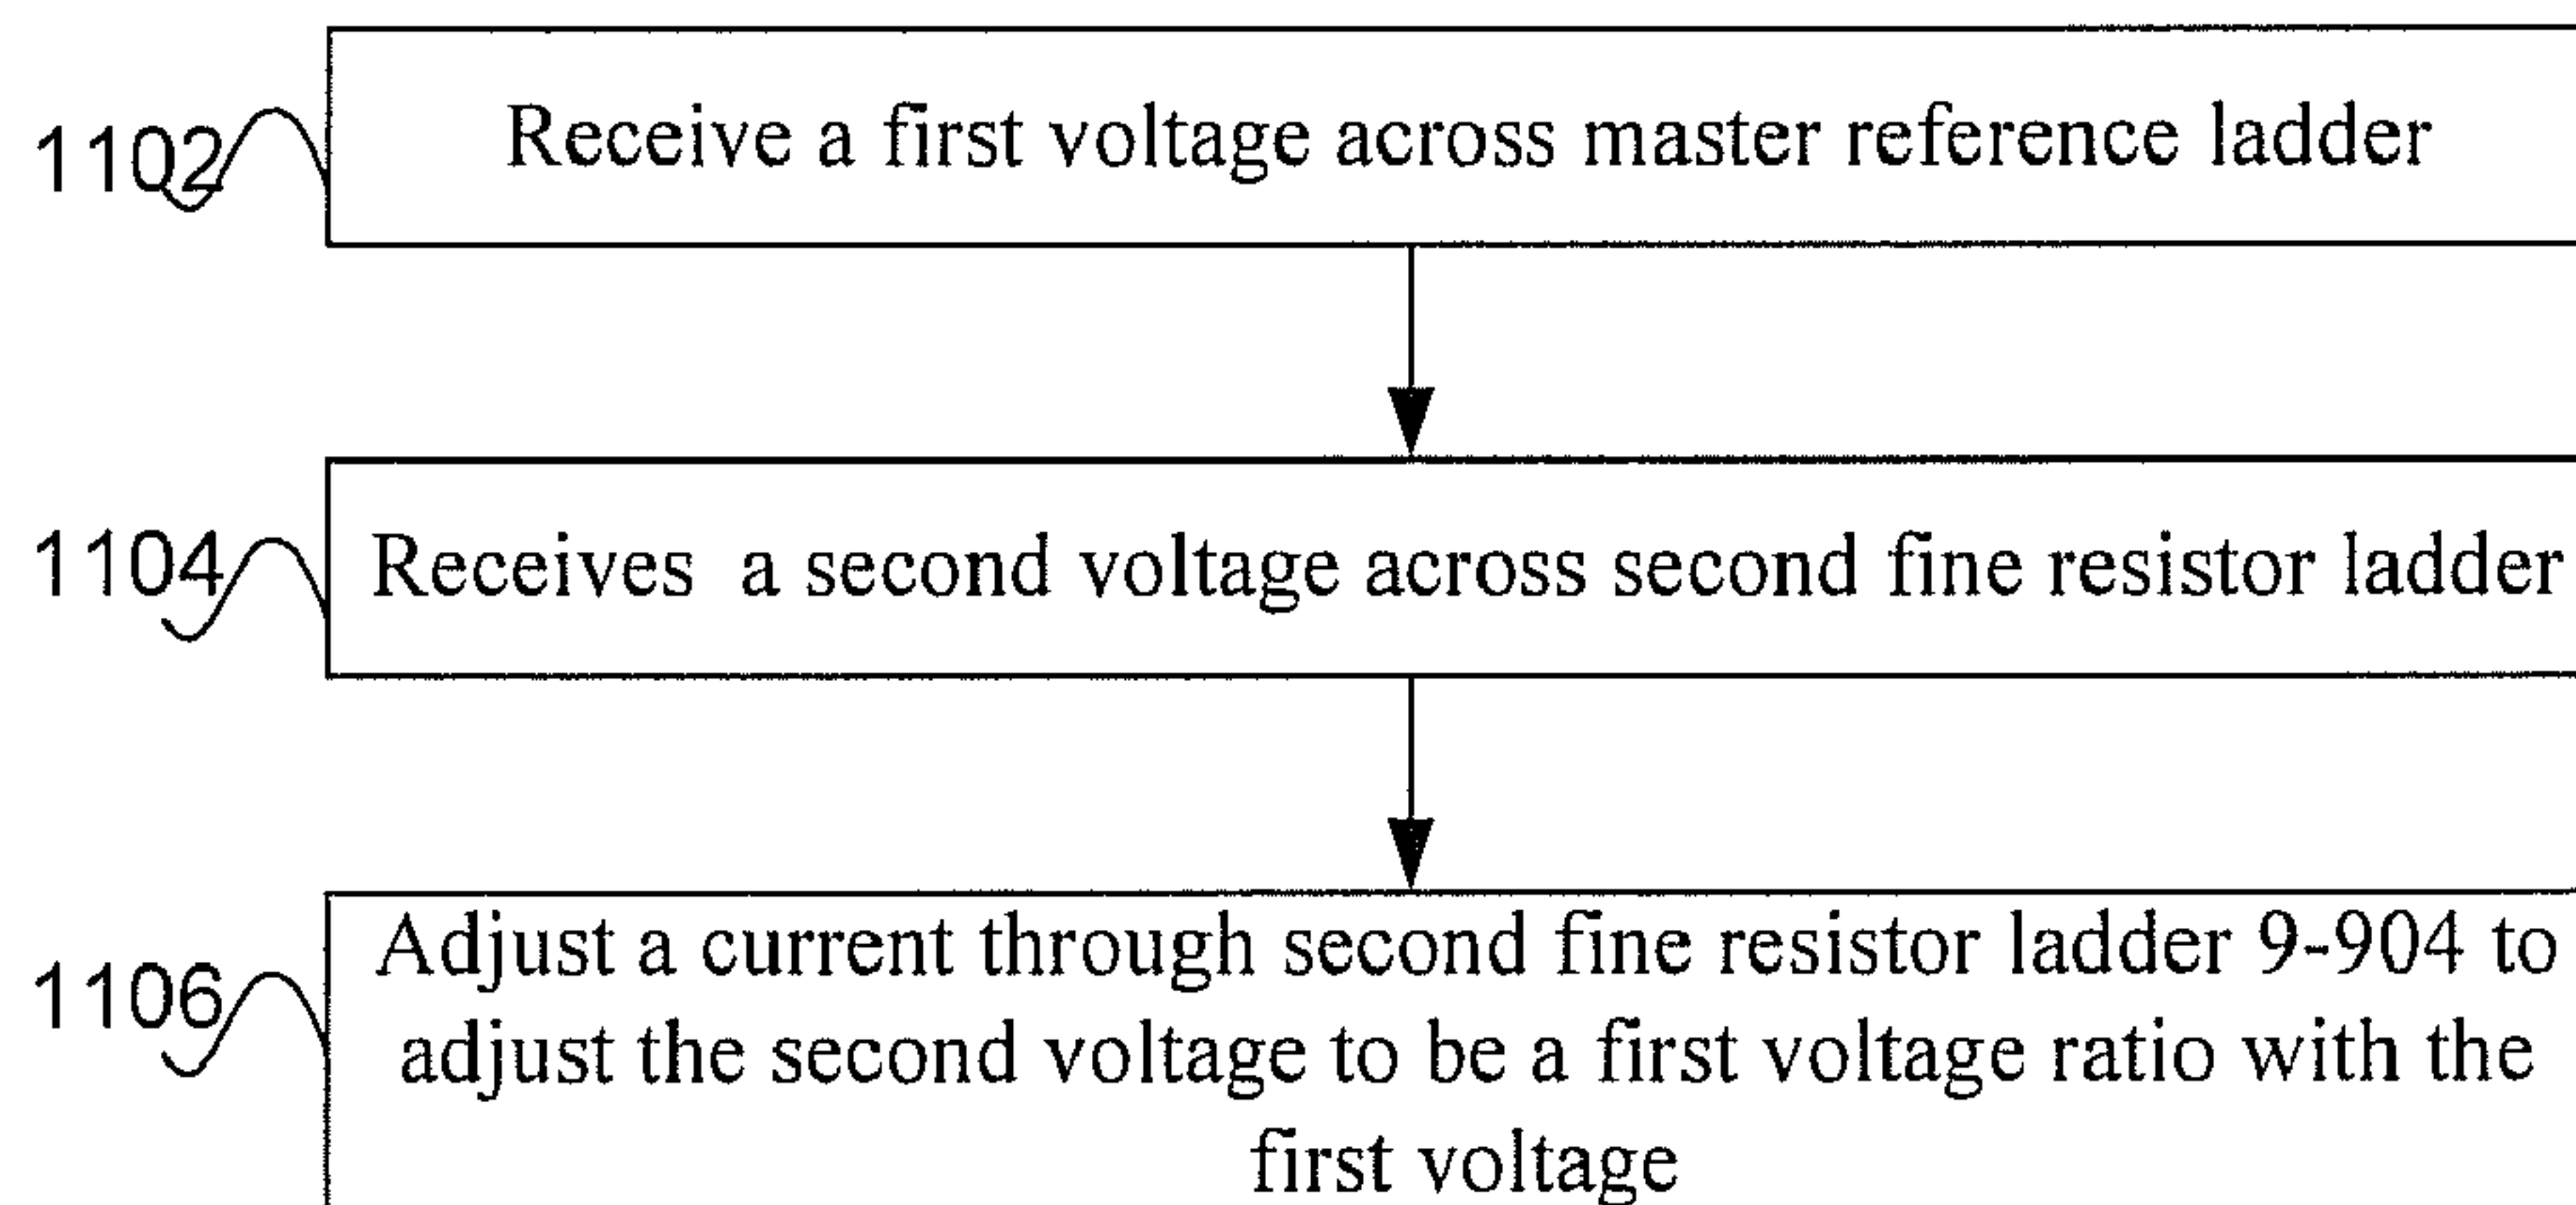 1102
Receive a first voltage across master reference ladder
1104
Receives a second voltage across second fine resistor ladder
1106
Adjust a current through second fine resistor ladder 9-904 to
adjust the second voltage to be a first voltage ratio with the
first voltage